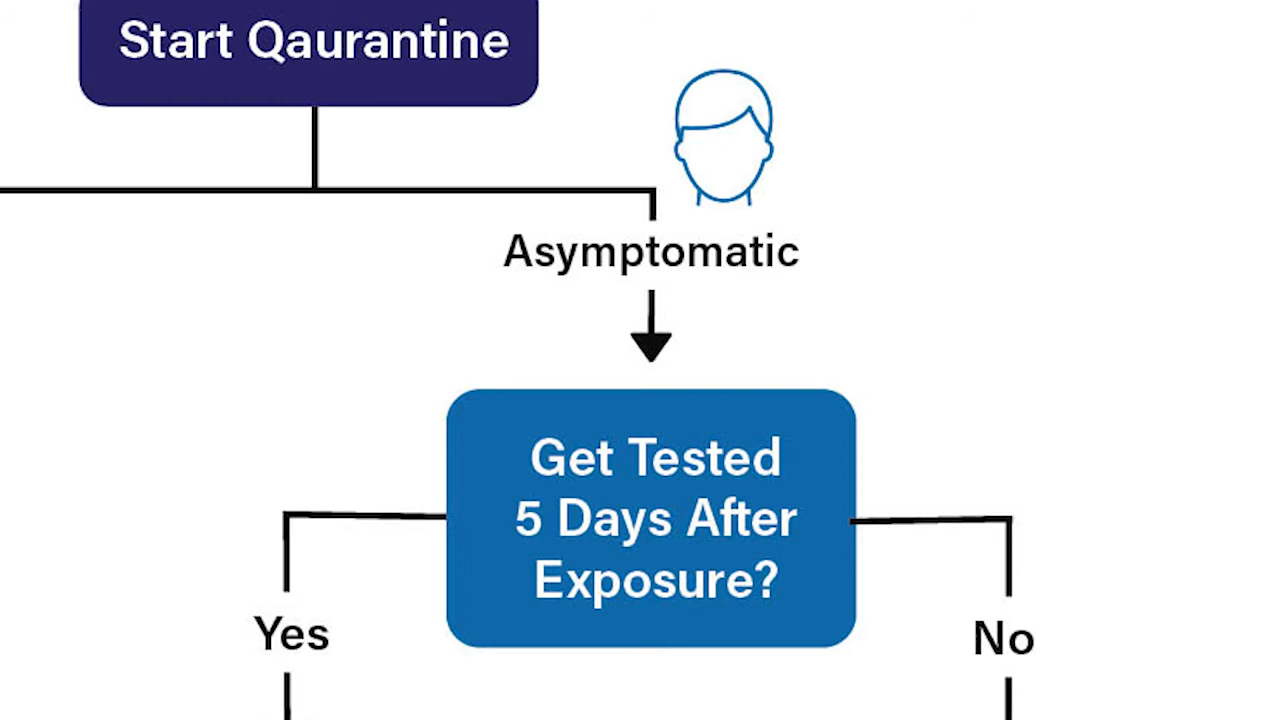 Start Qaurantine
Asymptomatic
Get Tested
5 Days After
Exposure?
Yes
No